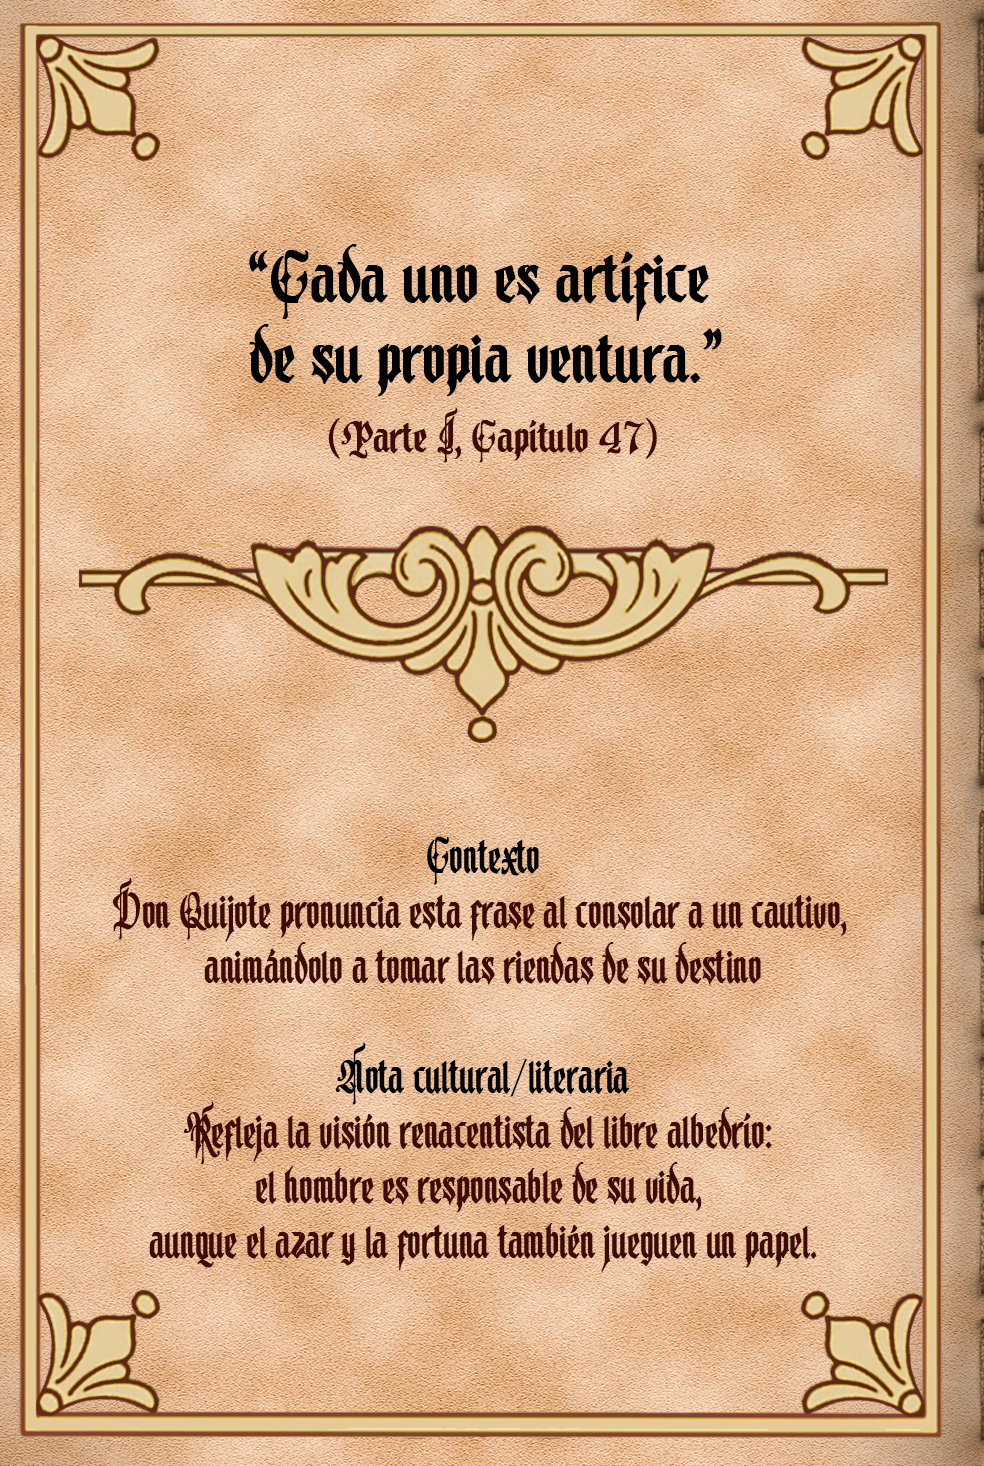 “Cada uno es artífice
de su propia ventura.”
(Parte I, Capítulo 47)
Contexto
Don Quijote pronuncia esta frase al consolar a un cautivo,
animándolo a tomar las riendas de su destino
Nota cultural/literaria
Refleja la visión renacentista del libre albedrío:
el hombre es responsable de su vida,
aunque el azar y la fortuna también jueguen un papel.